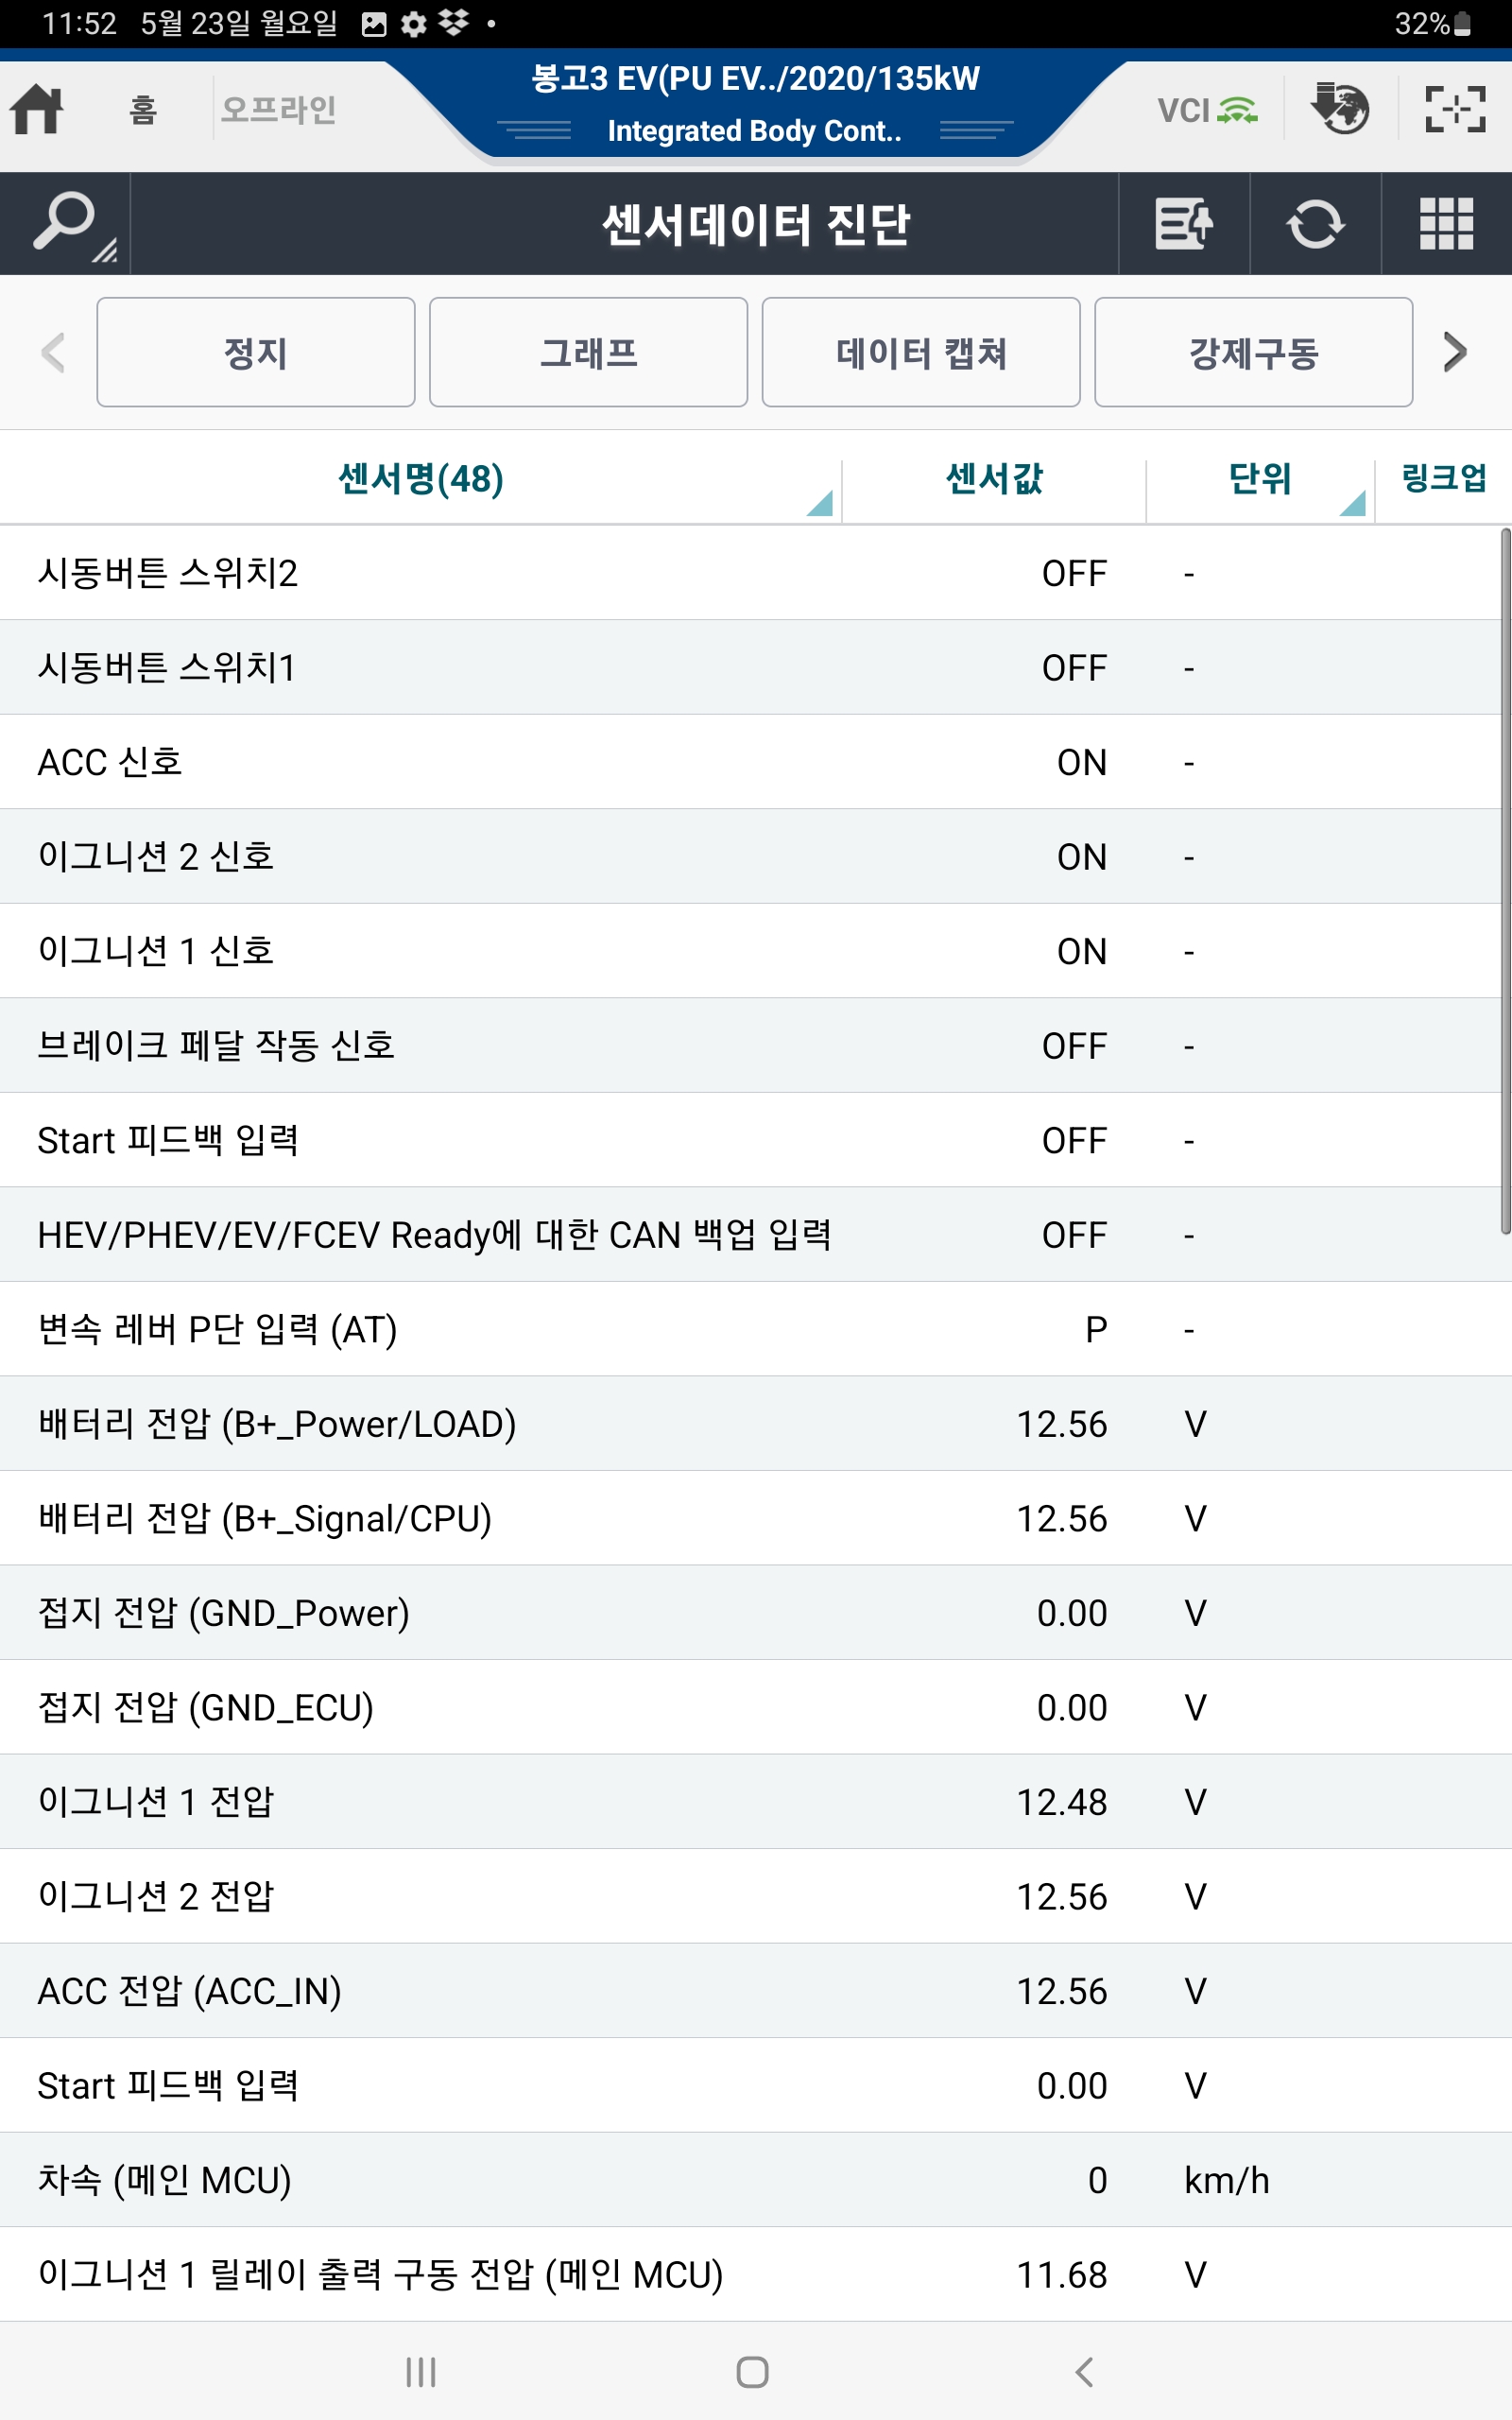 11:52 5월 23일 월요일 32%
봉고3 EV(PU EV../2020/135kW
홈 오프라인 VCI
Integrated Body Cont..
센서데이터 진단
정지 그래프 데이터 캡쳐 강제구동
센서명(48) 센서값 단위 링크업
시동버튼 스위치2 OFF -
시동버튼 스위치1 OFF -
ACC 신호 ON -
이그니션 2 신호 ON -
이그니션 1 신호 ON -
브레이크 페달 작동 신호 OFF -
Start 피드백 입력 OFF -
HEV/PHEV/EV/FCEV Ready에 대한 CAN 백업 입력 OFF -
변속 레버 P단 입력 (AT) P -
배터리 전압 (B+_Power/LOAD) 12.56 V
배터리 전압 (B+_Signal/CPU) 12.56 V
접지 전압 (GND_Power) 0.00 V
접지 전압 (GND_ECU) 0.00 V
이그니션 1 전압 12.48 V
이그니션 2 전압 12.56 V
ACC 전압 (ACC_IN) 12.56 V
Start 피드백 입력 0.00 V
차속 (메인 MCU) 0 km/h
이그니션 1 릴레이 출력 구동 전압 (메인 MCU) 11.68 V